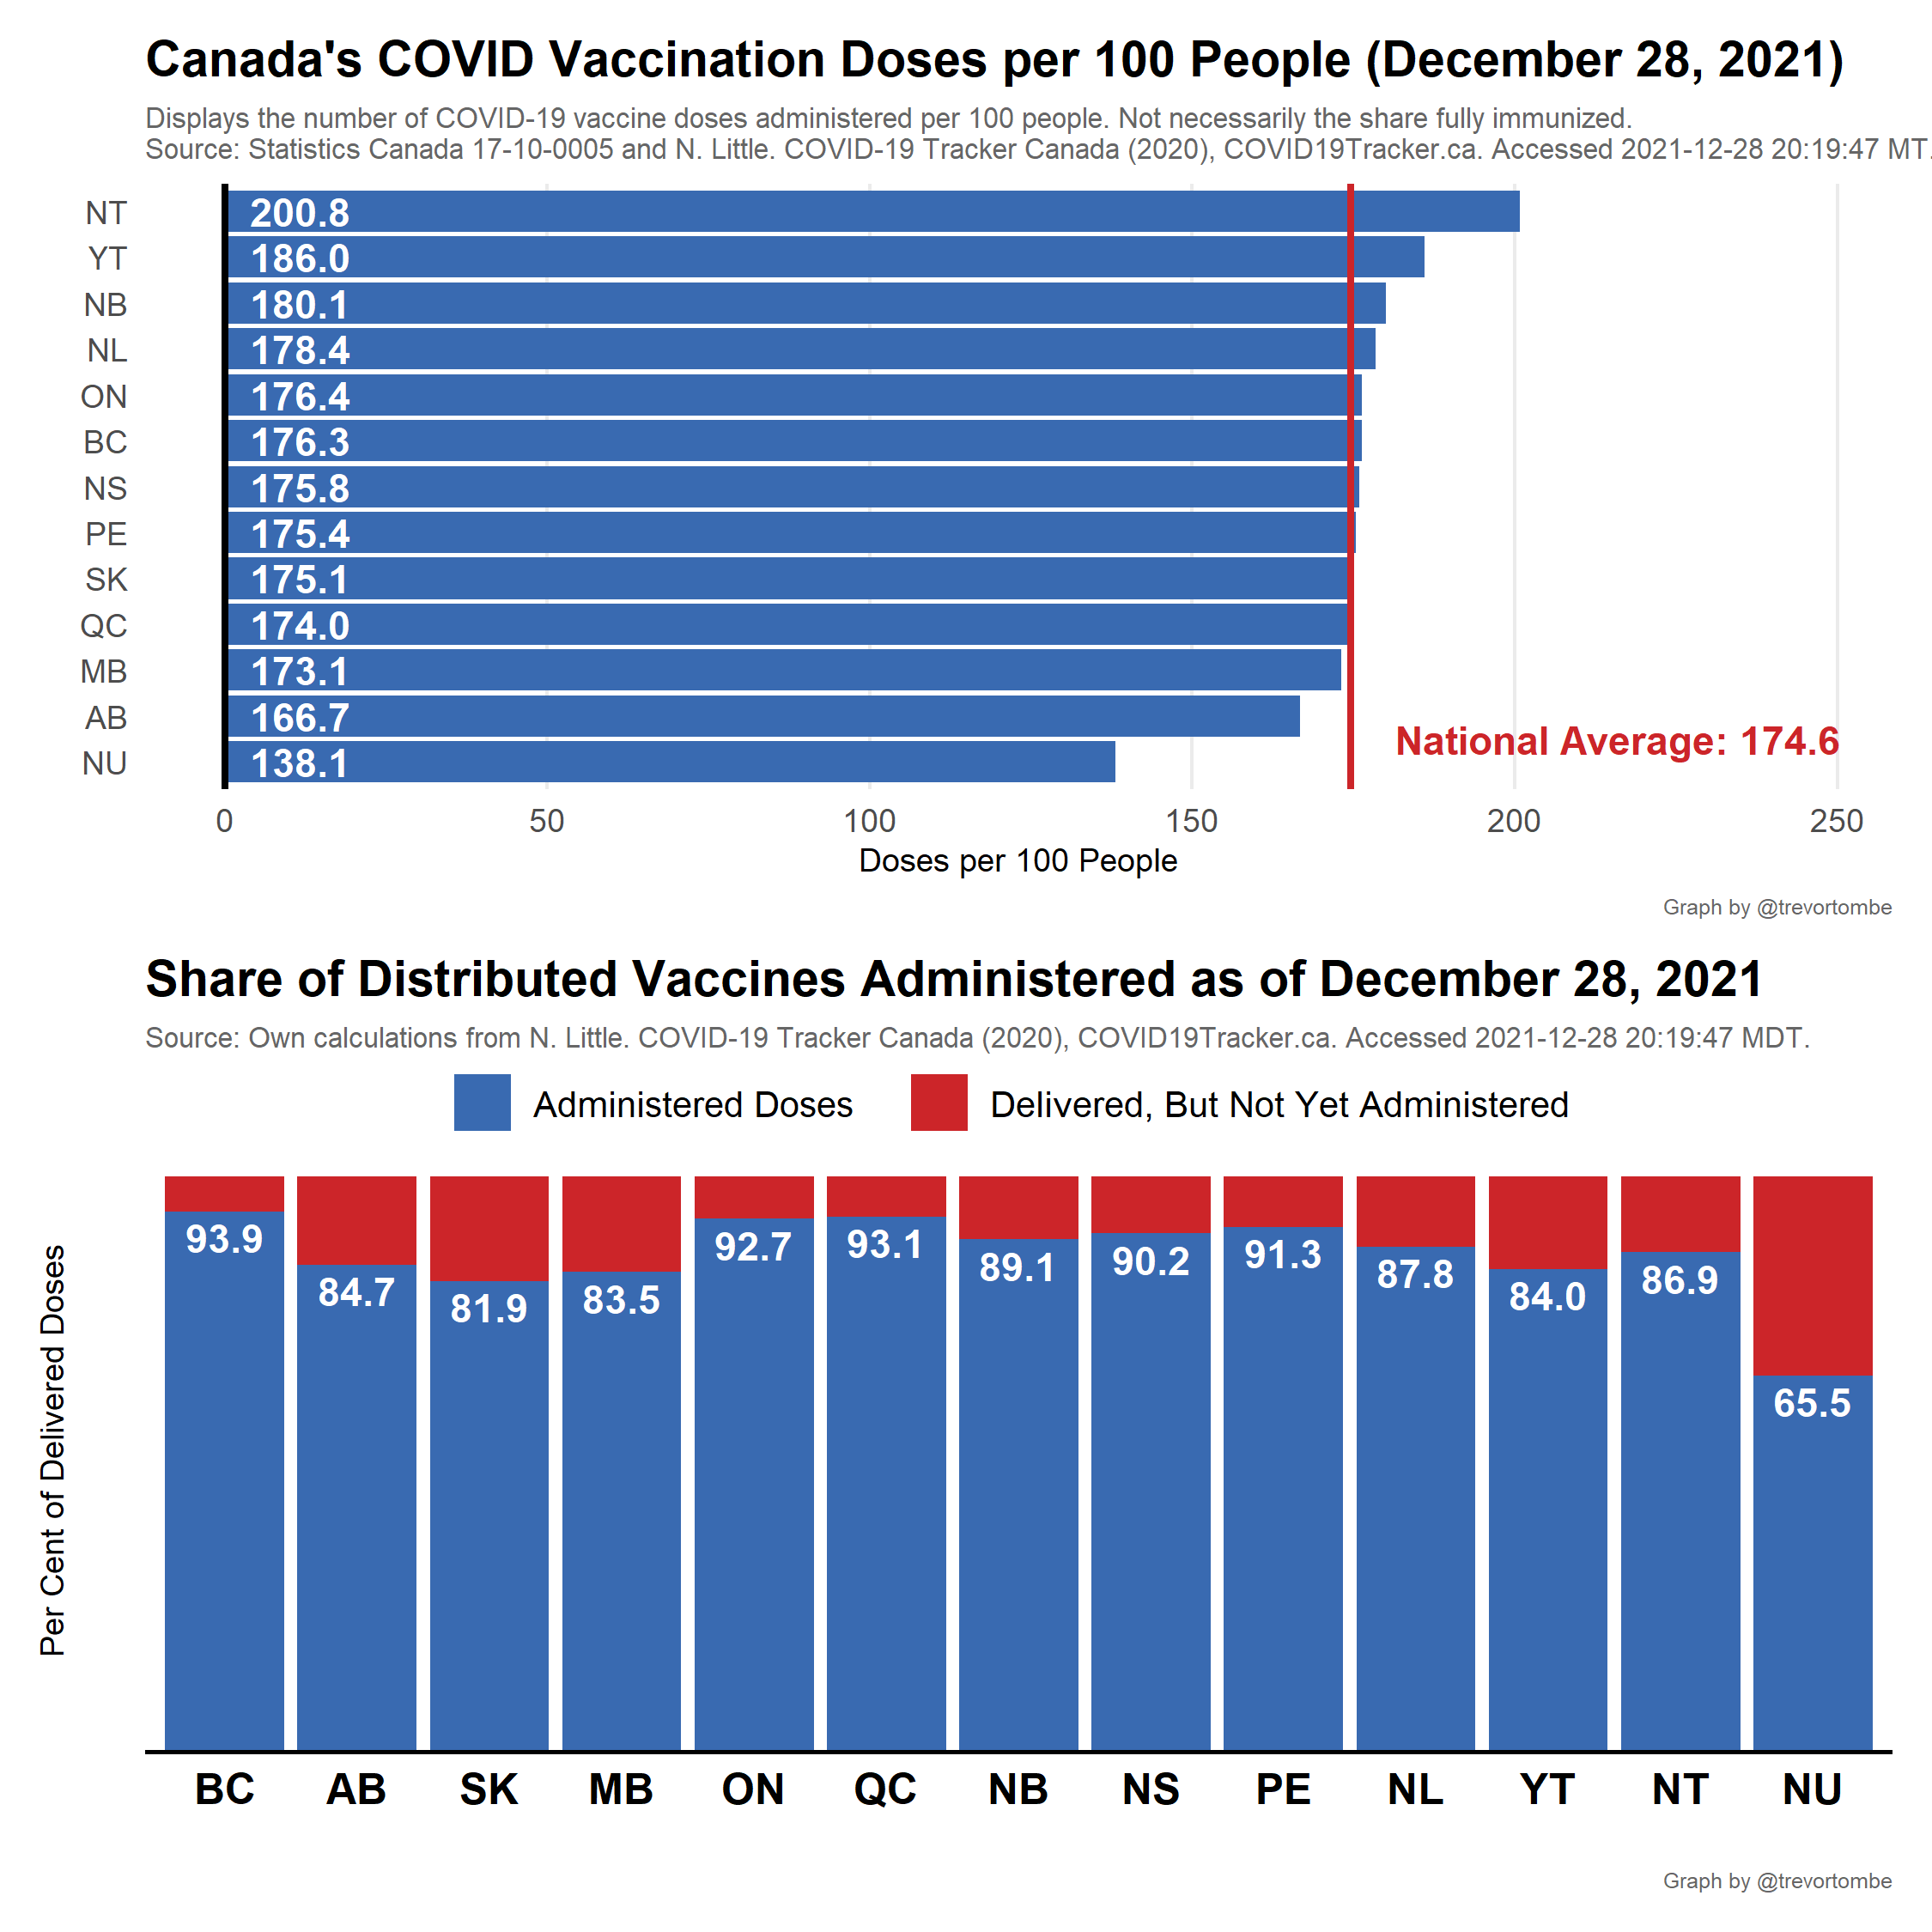 Canada's COVID Vaccination Doses per 100 People (December 28, 2021)
Displays the number of COVID-19 vaccine doses administered per 100 people. Not necessarily the share fully immunized.
Source: Statistics Canada 17-10-0005 and N. Little. COVID-19 Tracker Canada (2020), COVID19Tracker.ca. Accessed 2021-12-28 20:19:47 MT.
NT 200.8
YT 186.0
NB 180.1
NL 178.4
ON 176.4
BC 176.3
NS 175.8
PE 175.4
SK 175.1
QC 174.0
MB 173.1
AB 166.7
National Average: 174.6
NU 138.1
0 50 100 150 200 250
Doses per 100 People
Graph by @trevortombe
Share of Distributed Vaccines Administered as of December 28, 2021
Source: Own calculations from N. Little. COVID-19 Tracker Canada (2020), COVID19Tracker.ca. Accessed 2021-12-28 20:19:47 MDT.
Administered Doses Delivered, But Not Yet Administered
Per Cent of Delivered Doses
93.9 84.7 81.9 83.5 92.7 93.1 89.1 90.2 91.3 87.8 84.0 86.9 65.5
BC AB SK MB ON QC NB NS PE NL YT NT NU
Graph by @trevortombe